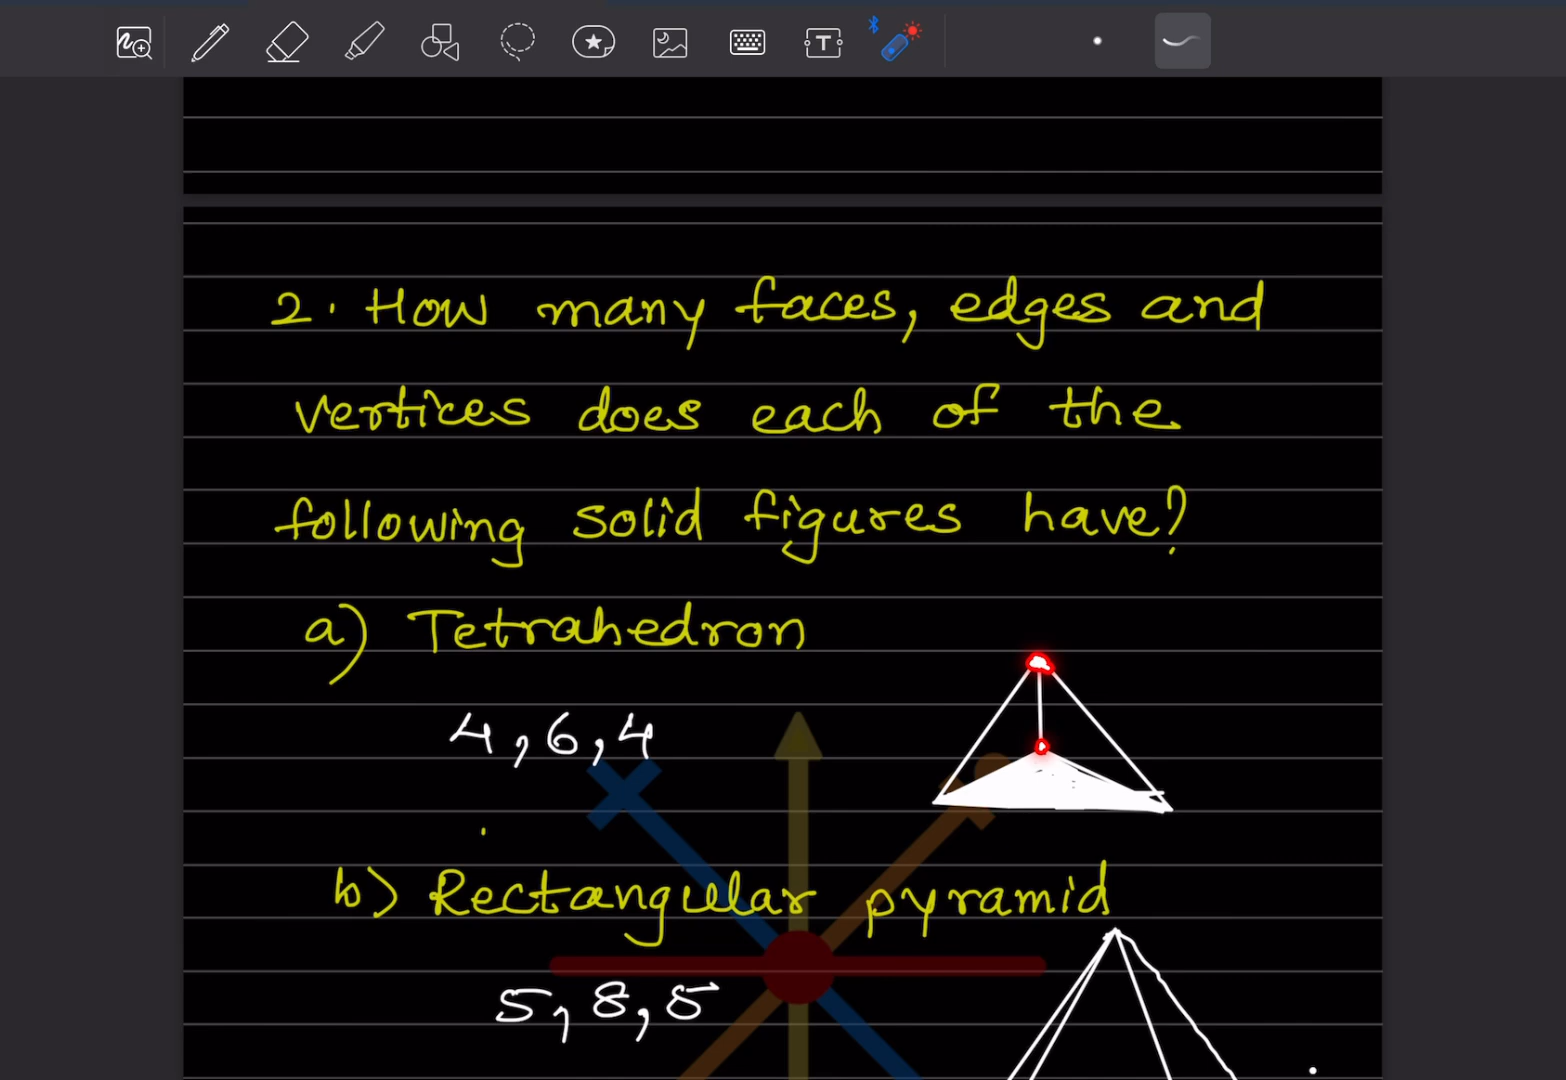 2. How many faces, edges and
vertices does each of the
following solid figures have?
a) Tetrahedron
4, 6, 4
b) Rectangular pyramid
5, 8, 5